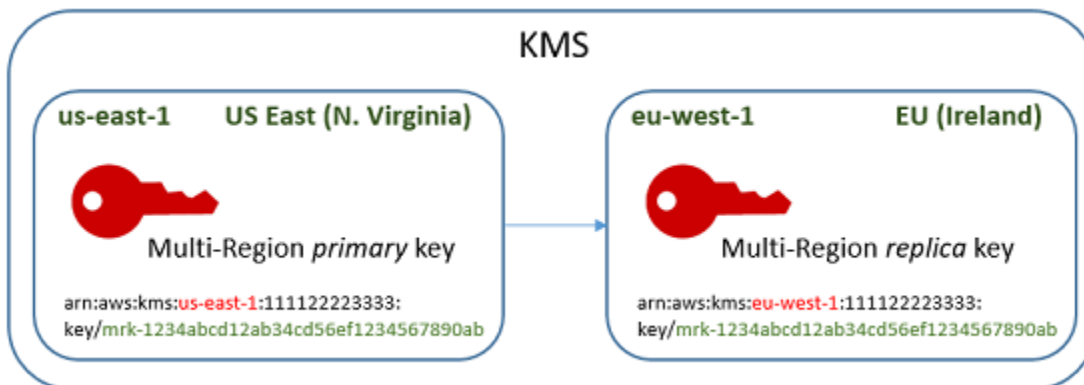 KMS
us-east-1 US East (N. Virginia)
Multi-Region primary key
arn:aws:kms:us-east-1:111122223333:
key/mrk-1234abcd12ab34cd56ef1234567890ab
eu-west-1 EU (Ireland)
Multi-Region replica key
arn:aws:kms:eu-west-1:111122223333:
key/mrk-1234abcd12ab34cd56ef1234567890ab